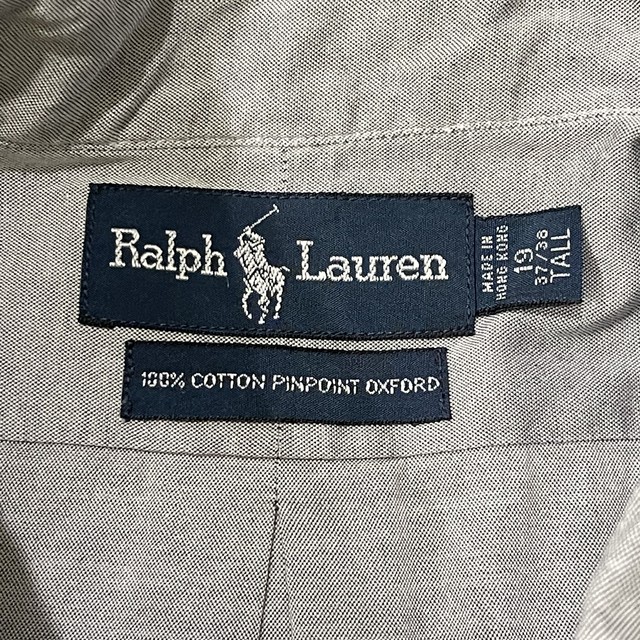 Ralph Lauren
MADE IN
HONG KONG
19
37/38
TALL
100% COTTON PINPOINT OXFORD